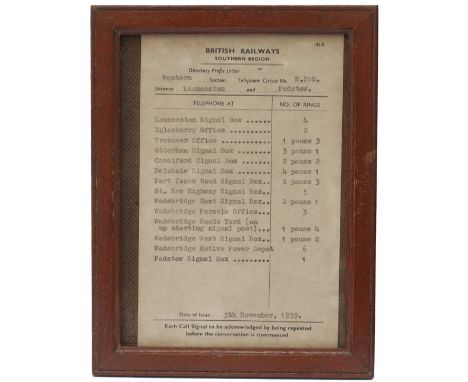 418
BRITISH RAILWAYS
SOUTHERN REGION
Directory Prefix Letter
Western Section. Telephone Circuit No. W.280.
Between Launceston and Padstow.
TELEPHONE AT NO. OF RINGS
Launceston Signal Box ...... 4
Egloskerry Office .......... 2
Tresmeer Office ............ 1 pause 3
Otterham Signal Box ........ 3 pause 1
Camelford Signal Box ....... 2 pause 2
Delabole Signal Box ........ 4 pause 1
Port Isaac Road Signal Box.. 2 pause 3
St. Kew Highway Signal Box.. 5
Wadebridge East Signal Box.. 2 pause 1
Wadebridge Parcels Office... 3
Wadebridge Goods Yard (on
up starting signal post)... 1 pause 4
Wadebridge West Signal Box.. 1 pause 2
Wadebridge Motive Power Depot 6
Padstow Signal Box ......... 1
Date of Issue 5th November, 1959.
Each Call Signal to be acknowledged by being repeated
before the conversation is commenced.